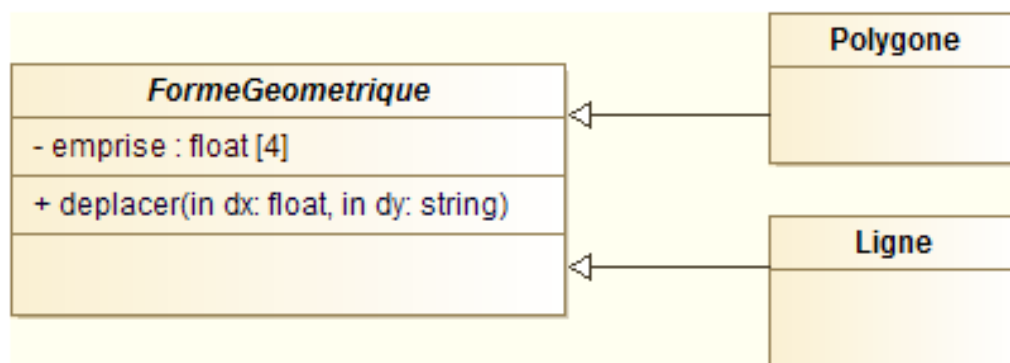 Polygone
FormeGeometrique
- emprise : float [4]
+ deplacer(in dx: float, in dy: string)
Ligne